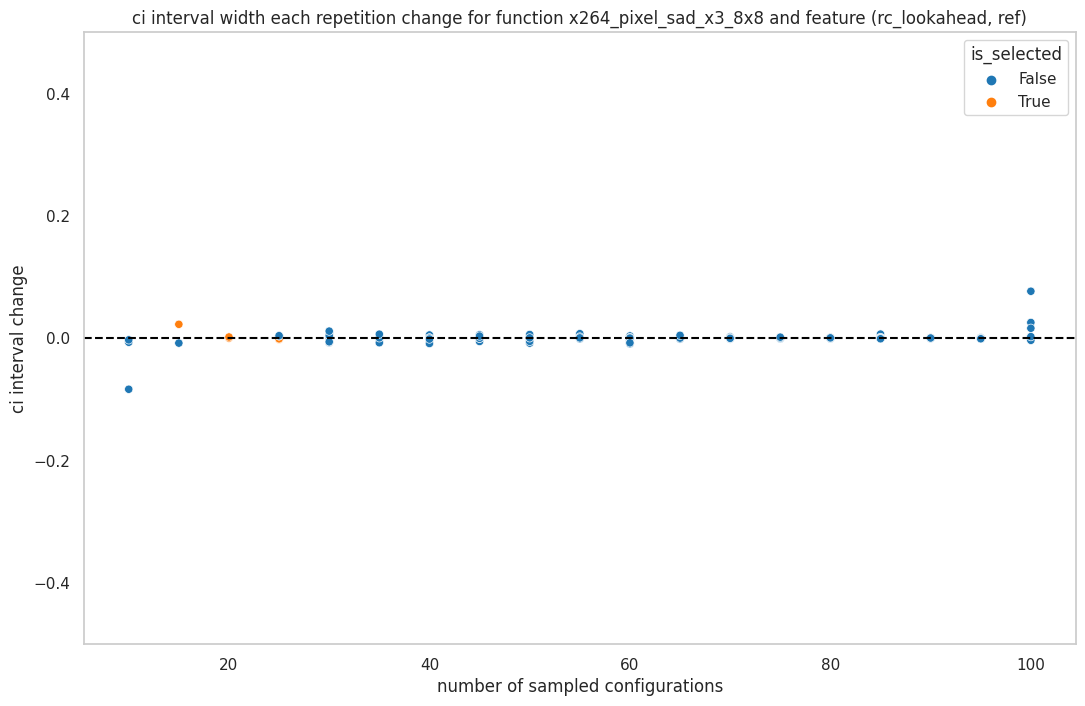 ci interval width each repetition change for function x264_pixel_sad_x3_8x8 and feature (rc_lookahead, ref)
is_selected
False
True
0.4
0.2
0.0
−0.2
−0.4
ci interval change
20 40 60 80 100
number of sampled configurations